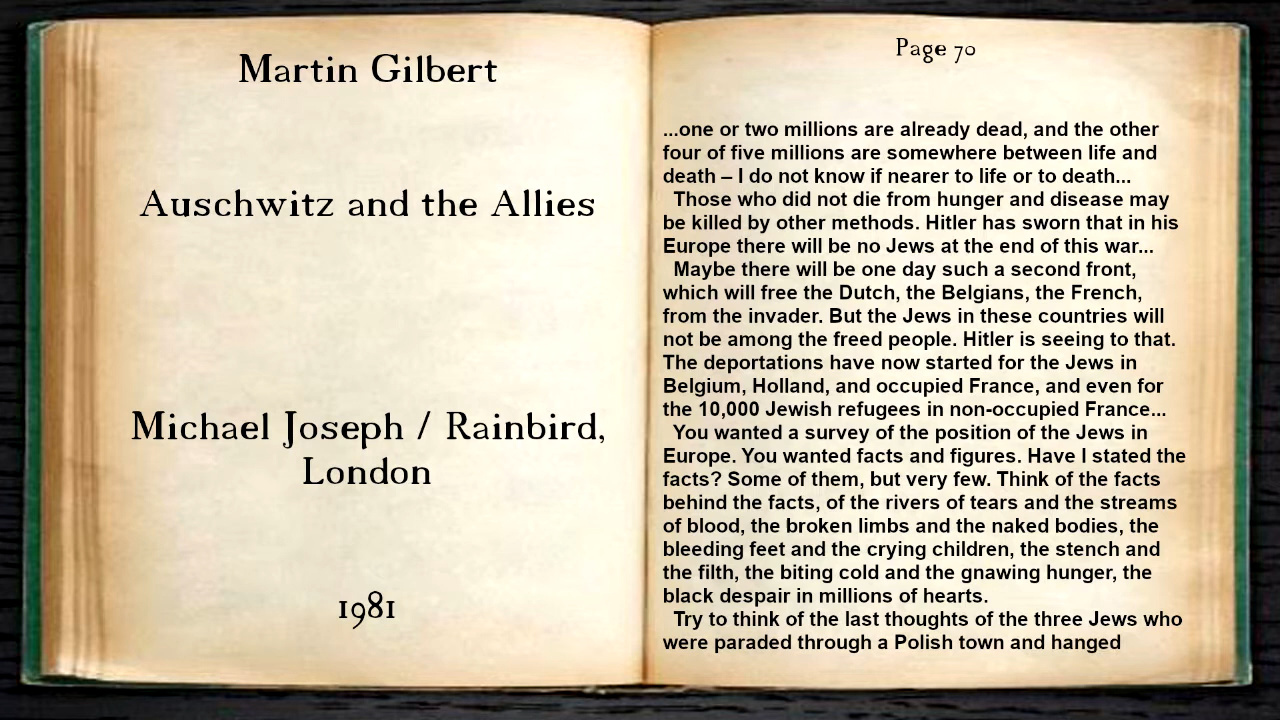 Martin Gilbert
Auschwitz and the Allies
Michael Joseph / Rainbird,
London
1981
Page 70
...one or two millions are already dead, and the other
four of five millions are somewhere between life and
death – I do not know if nearer to life or to death...
Those who did not die from hunger and disease may
be killed by other methods. Hitler has sworn that in his
Europe there will be no Jews at the end of this war...
Maybe there will be one day such a second front,
which will free the Dutch, the Belgians, the French,
from the invader. But the Jews in these countries will
not be among the freed people. Hitler is seeing to that.
The deportations have now started for the Jews in
Belgium, Holland, and occupied France, and even for
the 10,000 Jewish refugees in non-occupied France...
You wanted a survey of the position of the Jews in
Europe. You wanted facts and figures. Have I stated the
facts? Some of them, but very few. Think of the facts
behind the facts, of the rivers of tears and the streams
of blood, the broken limbs and the naked bodies, the
bleeding feet and the crying children, the stench and
the filth, the biting cold and the gnawing hunger, the
black despair in millions of hearts.
Try to think of the last thoughts of the three Jews who
were paraded through a Polish town and hanged